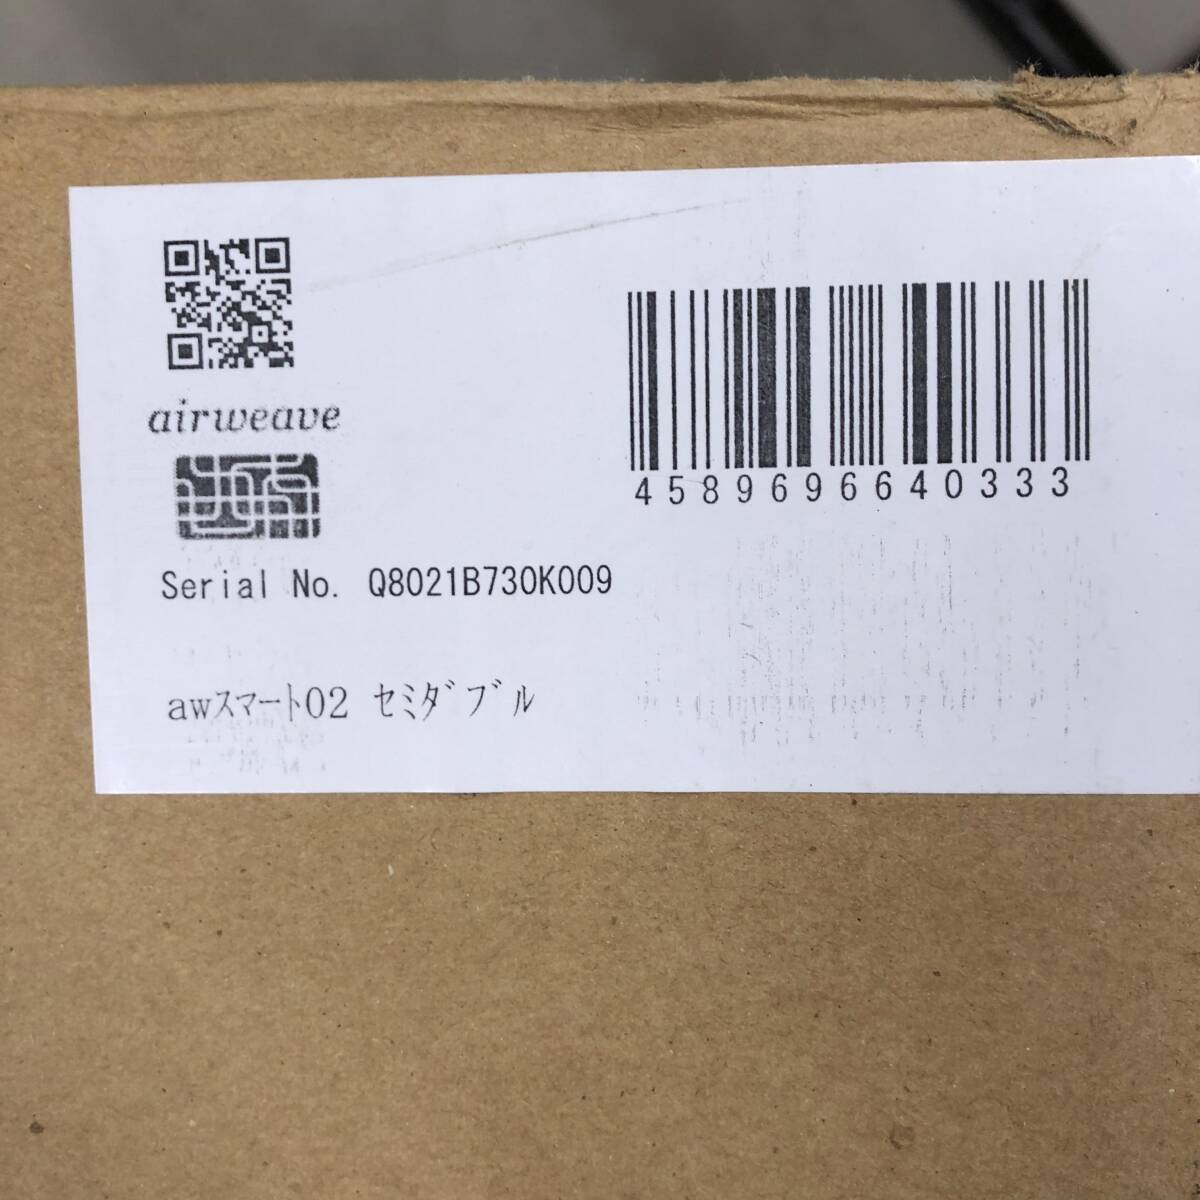 airweave
4589696640333
Serial No. Q8021B730K009
awｽﾏｰﾄ02 ｾﾐﾀﾞﾌﾞﾙ